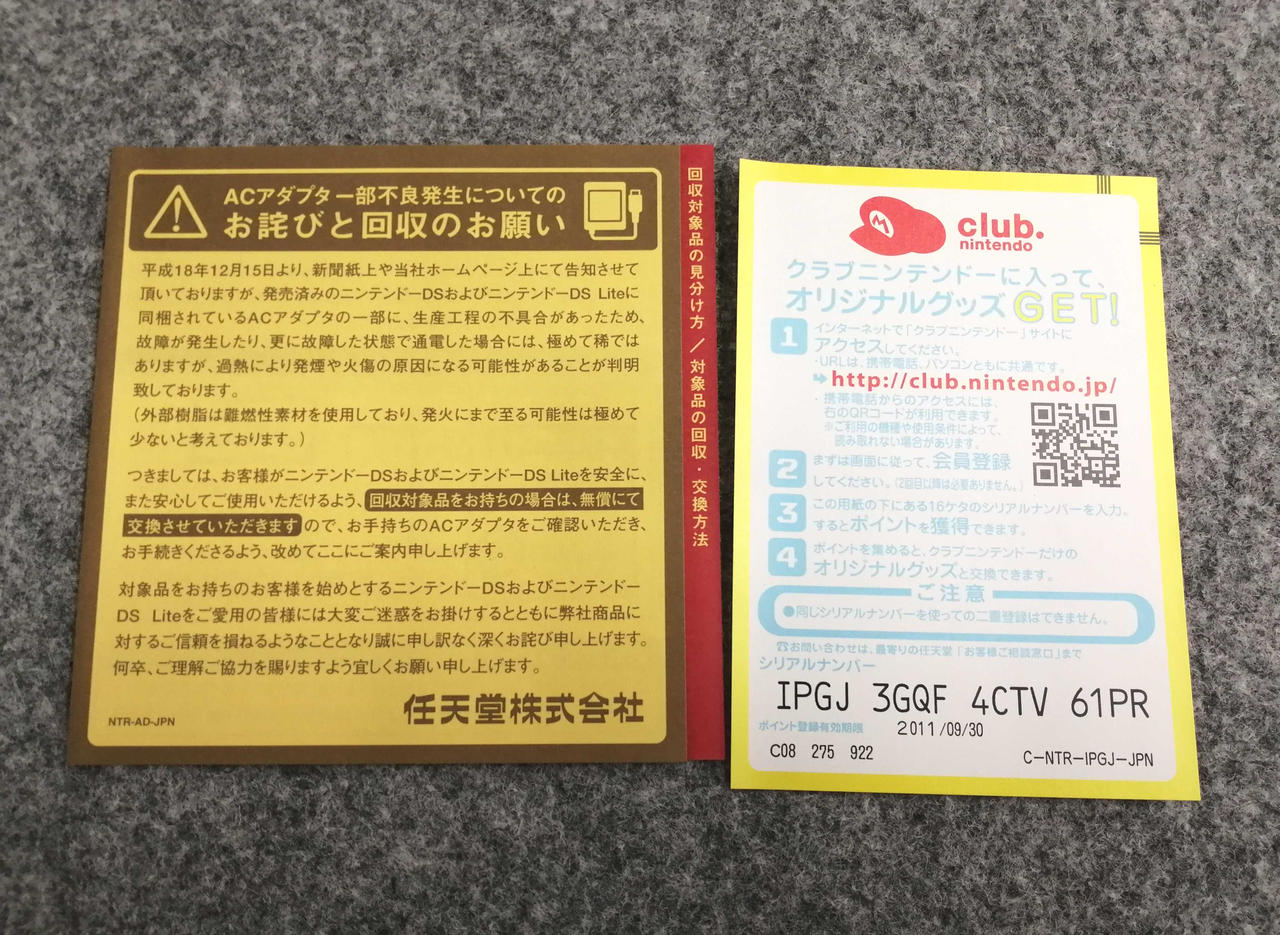 ACアダプター部不良発生についての
お詫びと回収のお願い
平成18年12月15日より、新聞紙上や当社ホームページ上にて告知させて
頂いておりますが、発売済みのニンテンドーDSおよびニンテンドーDS Liteに
同梱されているACアダプタの一部に、生産工程の不具合があったため、
故障が発生したり、更に故障した状態で通電した場合には、極めて稀では
ありますが、過熱により発煙や火傷の原因になる可能性があることが判明
致しております。
(外部樹脂は難燃性素材を使用しており、発火にまで至る可能性は極めて
少ないと考えております。)
つきましては、お客様がニンテンドーDSおよびニンテンドーDS Liteを安全に、
また安心してご使用いただけるよう、回収対象品をお持ちの場合は、無償にて
交換させていただきますので、お手持ちのACアダプタをご確認いただき、
お手続きくださるよう、改めてここにご案内申し上げます。
対象品をお持ちのお客様を始めとするニンテンドーDSおよびニンテンドー
DS Liteをご愛用の皆様には大変ご迷惑をお掛けするとともに弊社商品に
対するご信頼を損ねるようなこととなり誠に申し訳なく深くお詫び申し上げます。
何卒、ご理解ご協力を賜りますよう宜しくお願い申し上げます。
任天堂株式会社
NTR-AD-JPN
回収対象品の見分け方／対象品の回収・交換方法
M
club.
nintendo
クラブニンテンドーに入って、
オリジナルグッズGET!
1 インターネットで「クラブニンテンドー」サイトに
アクセスしてください。
・URLは、携帯電話、パソコンともに共通です。
http://club.nintendo.jp/
・携帯電話からのアクセスには、
右のQRコードが利用できます。
※ご利用の機種や使用条件によって、
読み取れない場合があります。
2 まずは画面に従って、会員登録
してください。(2回目以降は必要ありません。)
3 この用紙の下にある16ケタのシリアルナンバーを入力。
するとポイントを獲得できます。
4 ポイントを集めると、クラブニンテンドーだけの
オリジナルグッズと交換できます。
ご注意
●同じシリアルナンバーを使っての二重登録はできません。
☎お問い合わせは、最寄りの任天堂「お客様ご相談窓口」まで
シリアルナンバー
IPGJ 3GQF 4CTV 61PR
ポイント登録有効期限 2011/09/30
C08 275 922
C-NTR-IPGJ-JPN